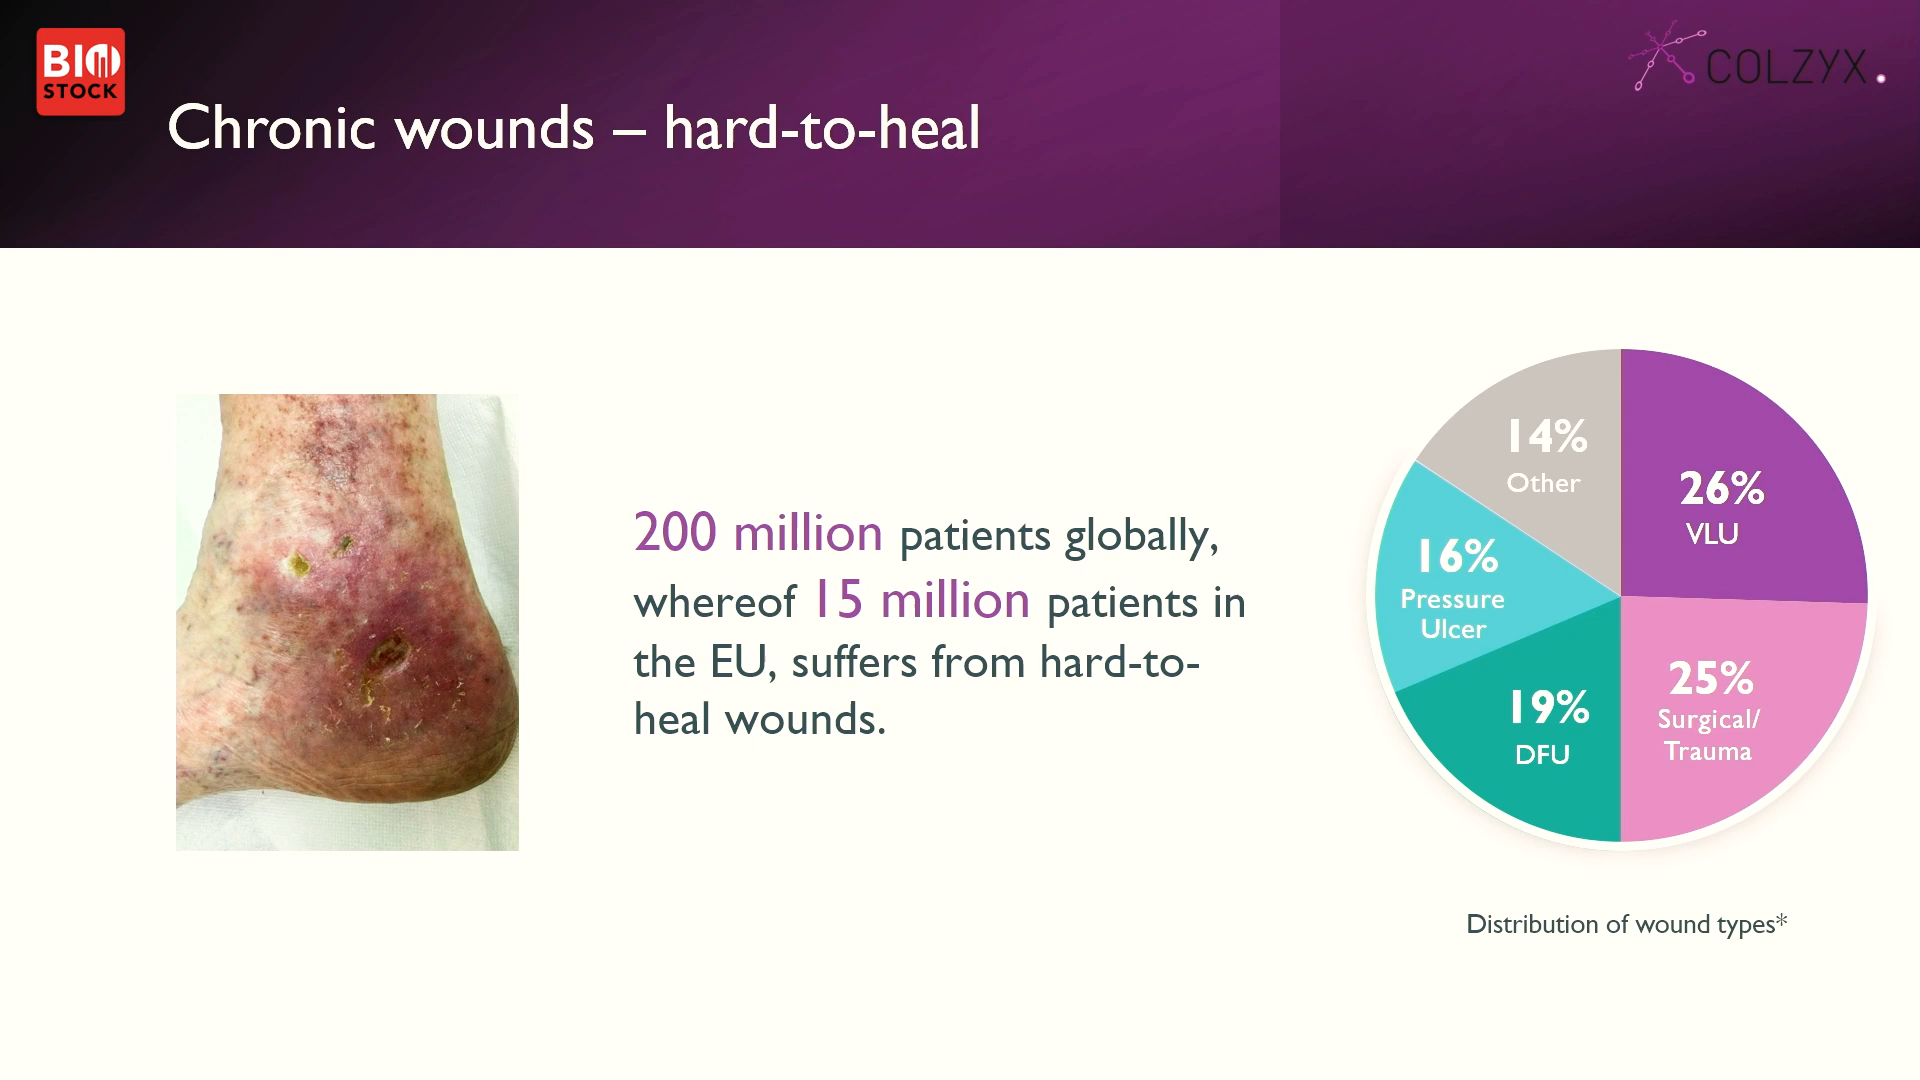 BIO
STOCK
COLZYX
Chronic wounds – hard-to-heal
200 million patients globally,
whereof 15 million patients in
the EU, suffers from hard-to-
heal wounds.
14%
Other
26%
VLU
16%
Pressure
Ulcer
25%
Surgical/
Trauma
19%
DFU
Distribution of wound types*